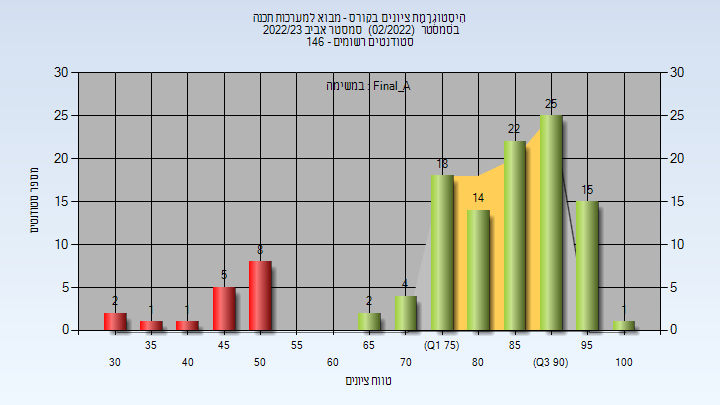 היסטוגרמת ציונים בקורס - מבוא למערכות תכנה
בסמסטר (02/2022) סמסטר אביב 2022/23
סטודנטים רשומים - 146
במשימה : Final_A
30 30
25 25
20 20
15 15
10 10
5 5
0 0
2 1 1 5 8 2 4 18 14 22 25 15 1
מספר סטודנטים
35 45 55 65 (Q1 75) 85 95
30 40 50 60 70 80 (Q3 90) 100
טווח ציונים